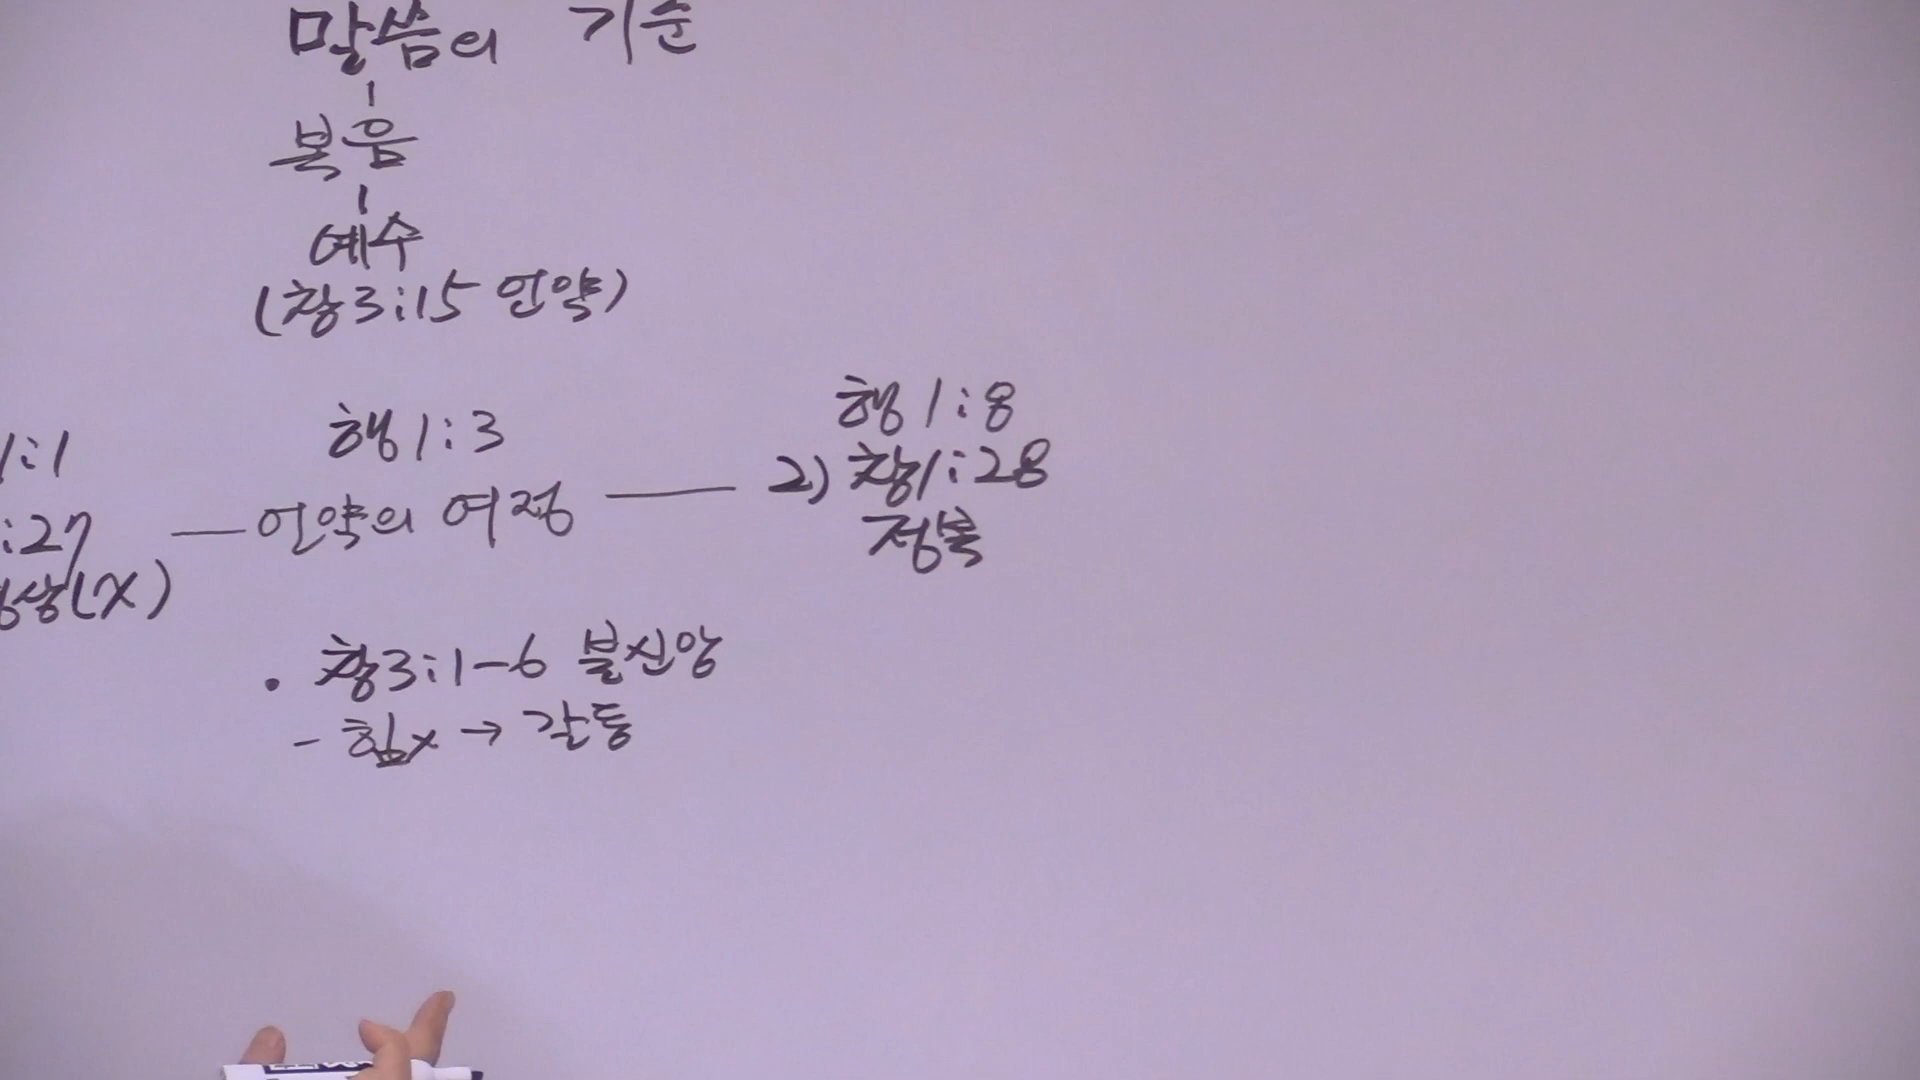 말씀의 기준
복음
예수
(창3:15 언약)
행1:3
언약의 여정
1:1
:27
형상(X)
행1:8
2) 창1:28
정복
· 창3:1-6 불신앙
- 힘x → 갈등